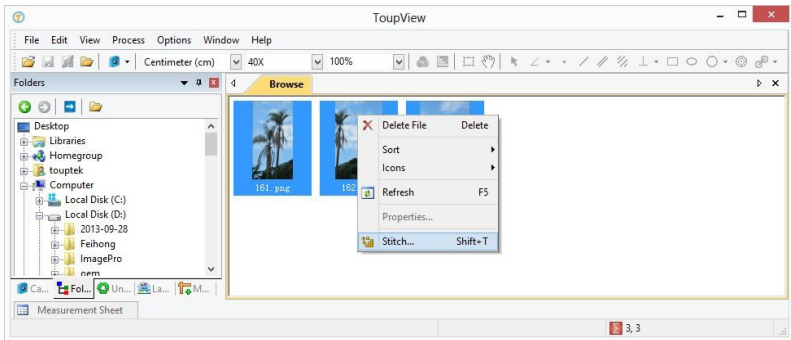 ToupView
File Edit View Process Options Window Help
Centimeter (cm) 40X 100%
Folders
Browse
Desktop
Libraries
Homegroup
touptek
Computer
Local Disk (C:)
Local Disk (D:)
2013-09-28
Feihong
ImagePro
oem
161.png
162
Delete File Delete
Sort
Icons
Refresh F5
Properties...
Stitch... Shift+T
Ca... Fol... Un... La... M...
Measurement Sheet
3, 3